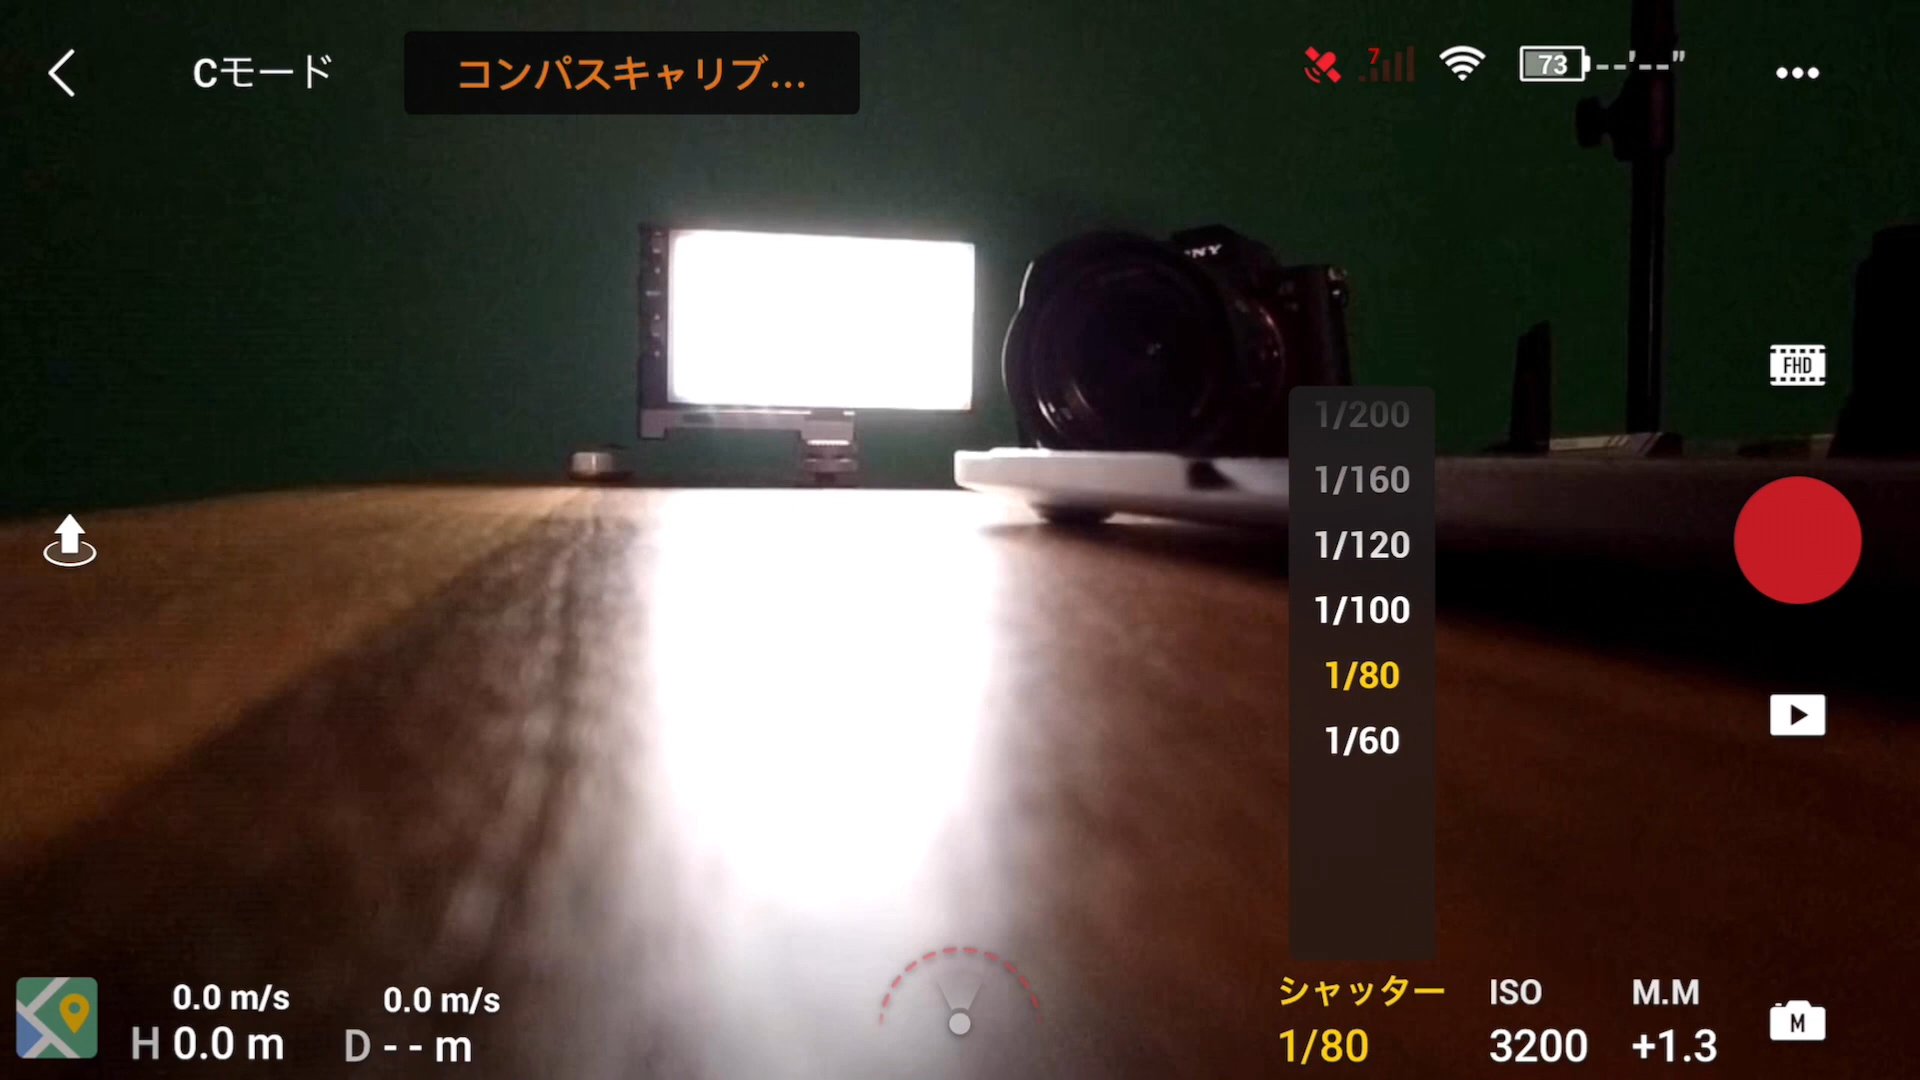 Cモード
コンパスキャリブ...
7
73
--'--"
NY
FHD
1/200
1/160
1/120
1/100
1/80
1/60
0.0 m/s
0.0 m/s
H 0.0 m
D -- m
シャッター
1/80
ISO
3200
M.M
+1.3
M